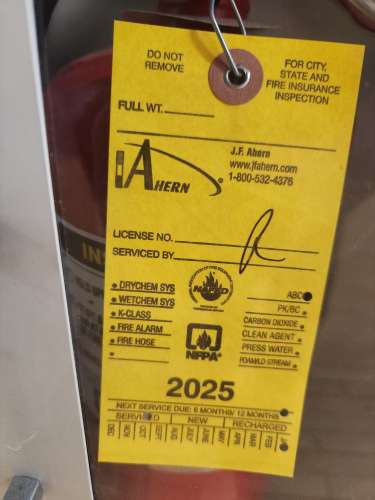 DO NOT
REMOVE
FOR CITY,
STATE AND
FIRE INSURANCE
INSPECTION
FULL WT.
AHERN
J.F. Ahern
www.jfahern.com
1-800-532-4376
LICENSE NO.
SERVICED BY
• DRYCHEM SYS
• WETCHEM SYS
• K-CLASS
• FIRE ALARM
• FIRE HOSE
•
NAFED
NFPA®
ABC
PK/BC
CARBON DIOXIDE
CLEAN AGENT
PRESS WATER
FOAM/LD STREAM
2025
NEXT SERVICE DUE: 6 MONTHS/ 12 MONTHS
SERVICED NEW RECHARGED
DEC NOV OCT SEPT AUG JULY JUNE MAY APR MAR FEB